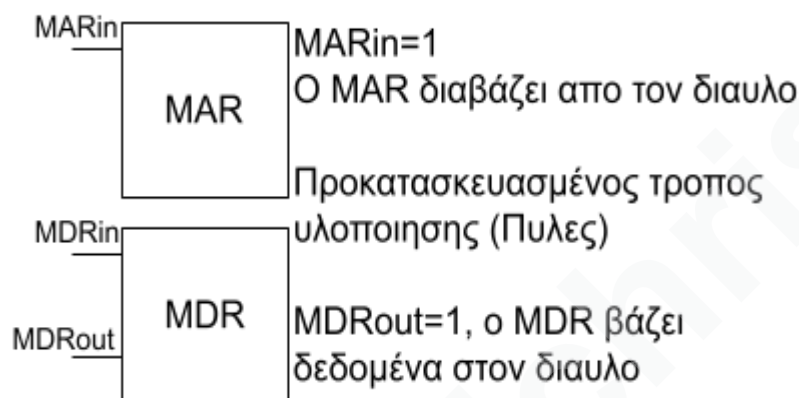 MARin
MAR
MARin=1
Ο MAR διαβάζει απο τον διαυλο
Προκατασκευασμένος τροπος
υλοποιησης (Πυλες)
MDRin
MDRout
MDR
MDRout=1, ο MDR βάζει
δεδομένα στον διαυλο